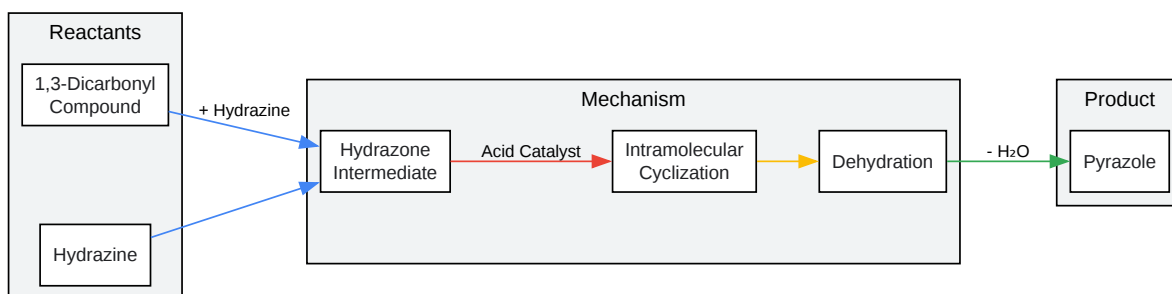 Reactants
1,3-Dicarbonyl
Compound
Hydrazine
+ Hydrazine
Mechanism
Hydrazone
Intermediate
Acid Catalyst
Intramolecular
Cyclization
Dehydration
- H₂O
Product
Pyrazole